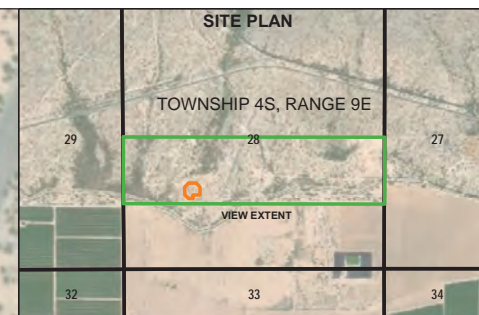 SITE PLAN
TOWNSHIP 4S, RANGE 9E
29 28 27
VIEW EXTENT
32 33 34